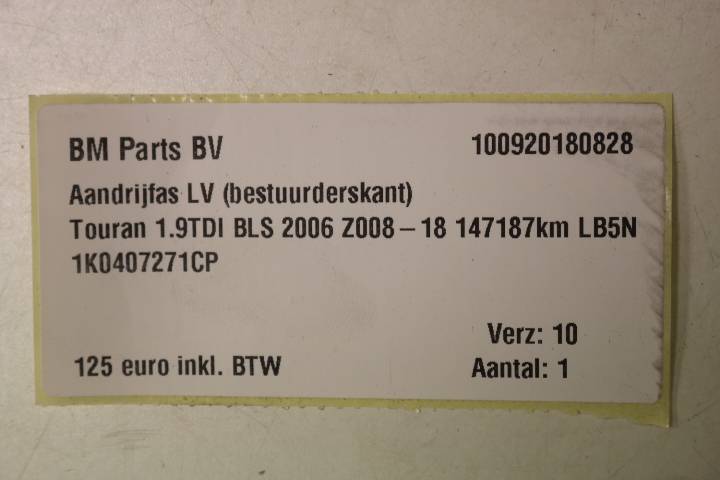 BM Parts BV 100920180828
Aandrijfas LV (bestuurderskant)
Touran 1.9TDI BLS 2006 Z008 – 18 147187km LB5N
1K0407271CP
Verz: 10
125 euro inkl. BTW Aantal: 1